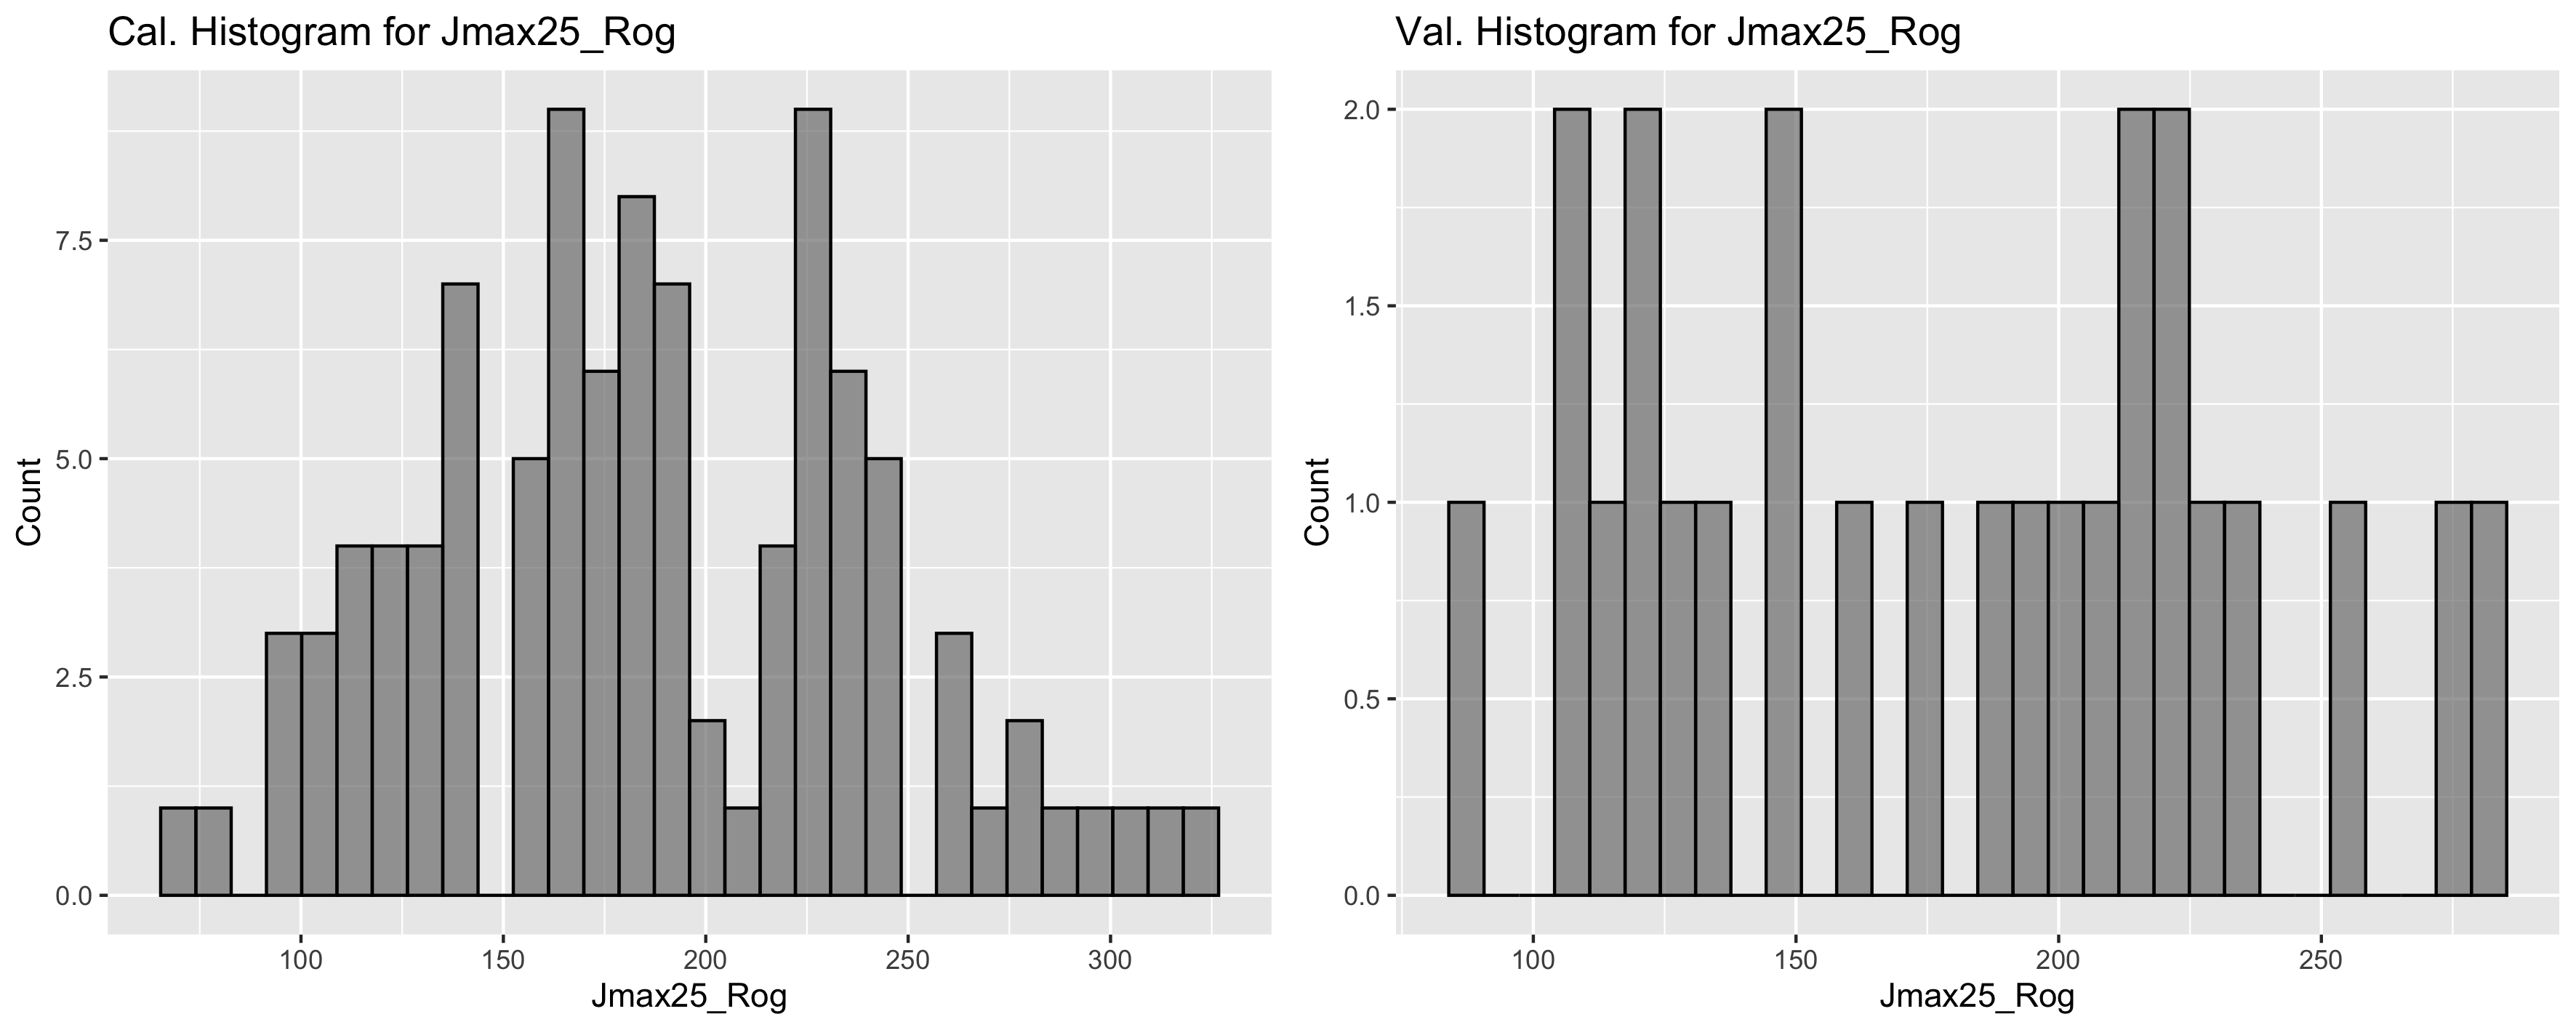 Cal. Histogram for Jmax25_Rog
7.5
5.0
2.5
0.0
Count
100 150 200 250 300
Jmax25_Rog
Val. Histogram for Jmax25_Rog
2.0
1.5
1.0
0.5
0.0
Count
100 150 200 250
Jmax25_Rog